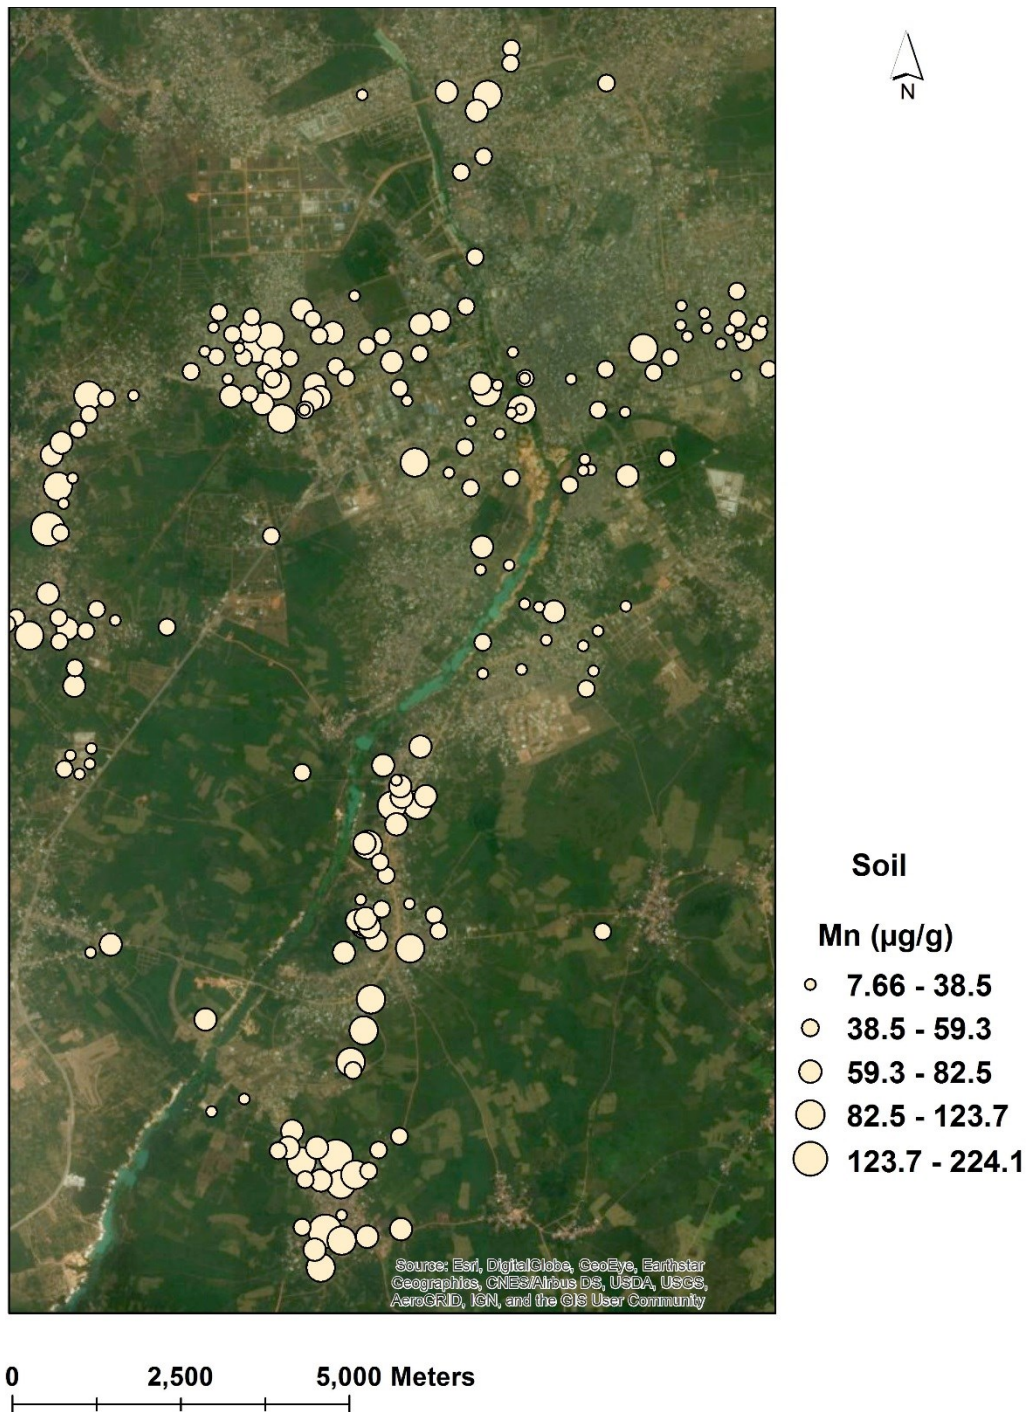 N
Soil
Mn (µg/g)
7.66 - 38.5
38.5 - 59.3
59.3 - 82.5
82.5 - 123.7
123.7 - 224.1
Source: Esri, DigitalGlobe, GeoEye, Earthstar
Geographics, CNES/Airbus DS, USDA, USGS,
AeroGRID, IGN, and the GIS User Community
0 2,500 5,000 Meters